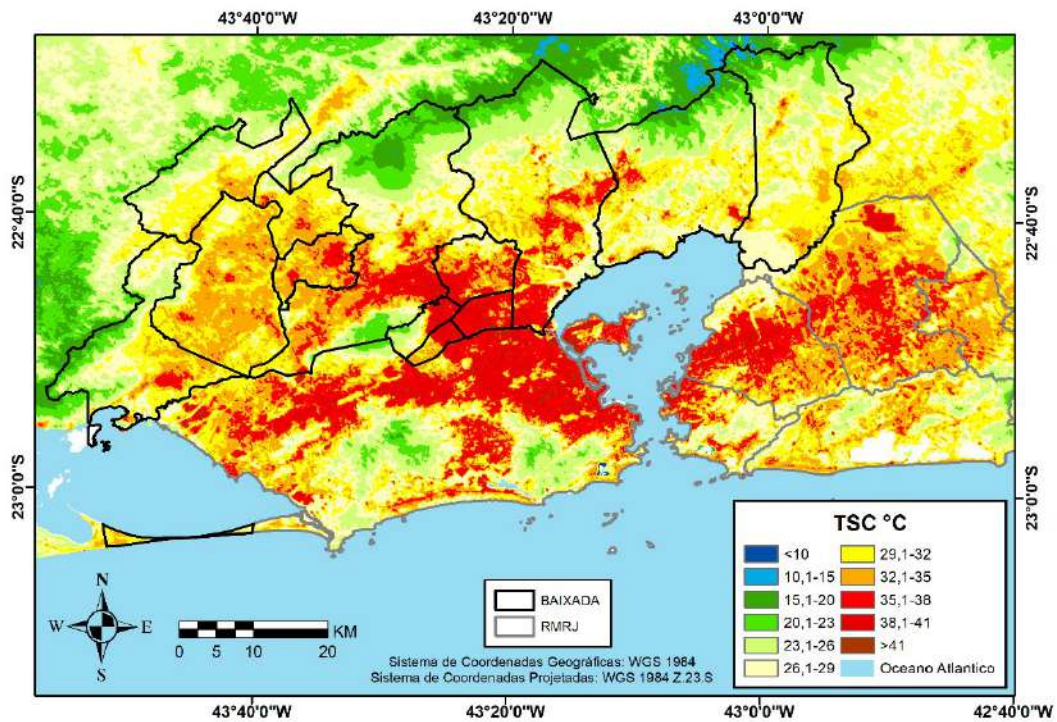 43°40'0"W 43°20'0"W 43°0'0"W
22°40'0"S
22°40'0"S
23°0'0"S
23°0'0"S
TSC °C
<10
10,1-15
15,1-20
20,1-23
23,1-26
26,1-29
29,1-32
32,1-35
35,1-38
38,1-41
>41
Oceano Atlantico
BAIXADA
RMRJ
N
W E
S
KM
0 5 10 20
Sistema de Coordenadas Geográficas: WGS 1984
Sistema de Coordenadas Projetadas: WGS 1984 Z.23.S
43°40'0"W 43°20'0"W 43°0'0"W 42°40'0"W